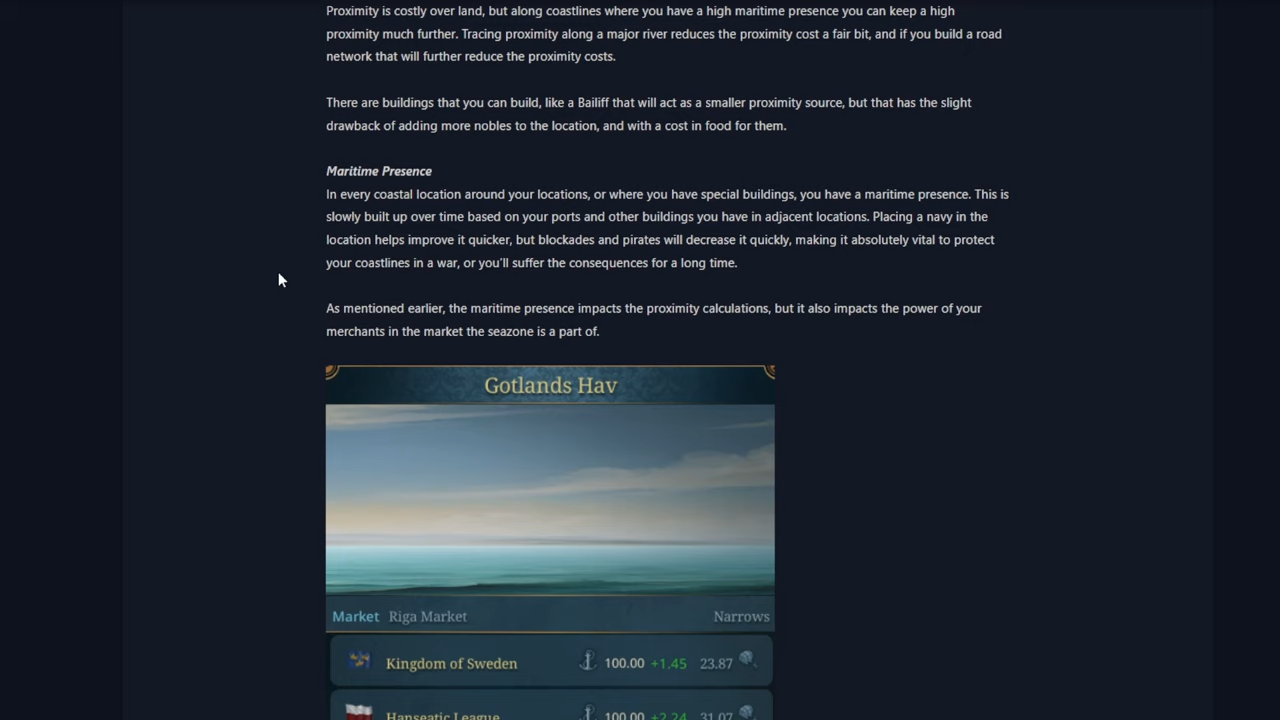 Proximity is costly over land, but along coastlines where you have a high maritime presence you can keep a high
proximity much further. Tracing proximity along a major river reduces the proximity cost a fair bit, and if you build a road
network that will further reduce the proximity costs.
There are buildings that you can build, like a Bailiff that will act as a smaller proximity source, but that has the slight
drawback of adding more nobles to the location, and with a cost in food for them.
Maritime Presence
In every coastal location around your locations, or where you have special buildings, you have a maritime presence. This is
slowly built up over time based on your ports and other buildings you have in adjacent locations. Placing a navy in the
location helps improve it quicker, but blockades and pirates will decrease it quickly, making it absolutely vital to protect
your coastlines in a war, or you'll suffer the consequences for a long time.
As mentioned earlier, the maritime presence impacts the proximity calculations, but it also impacts the power of your
merchants in the market the seazone is a part of.
Gotlands Hav
Market Riga Market Narrows
Kingdom of Sweden 100.00 +1.45 23.87
Hanseatic League 100.00 +2.24 31.07